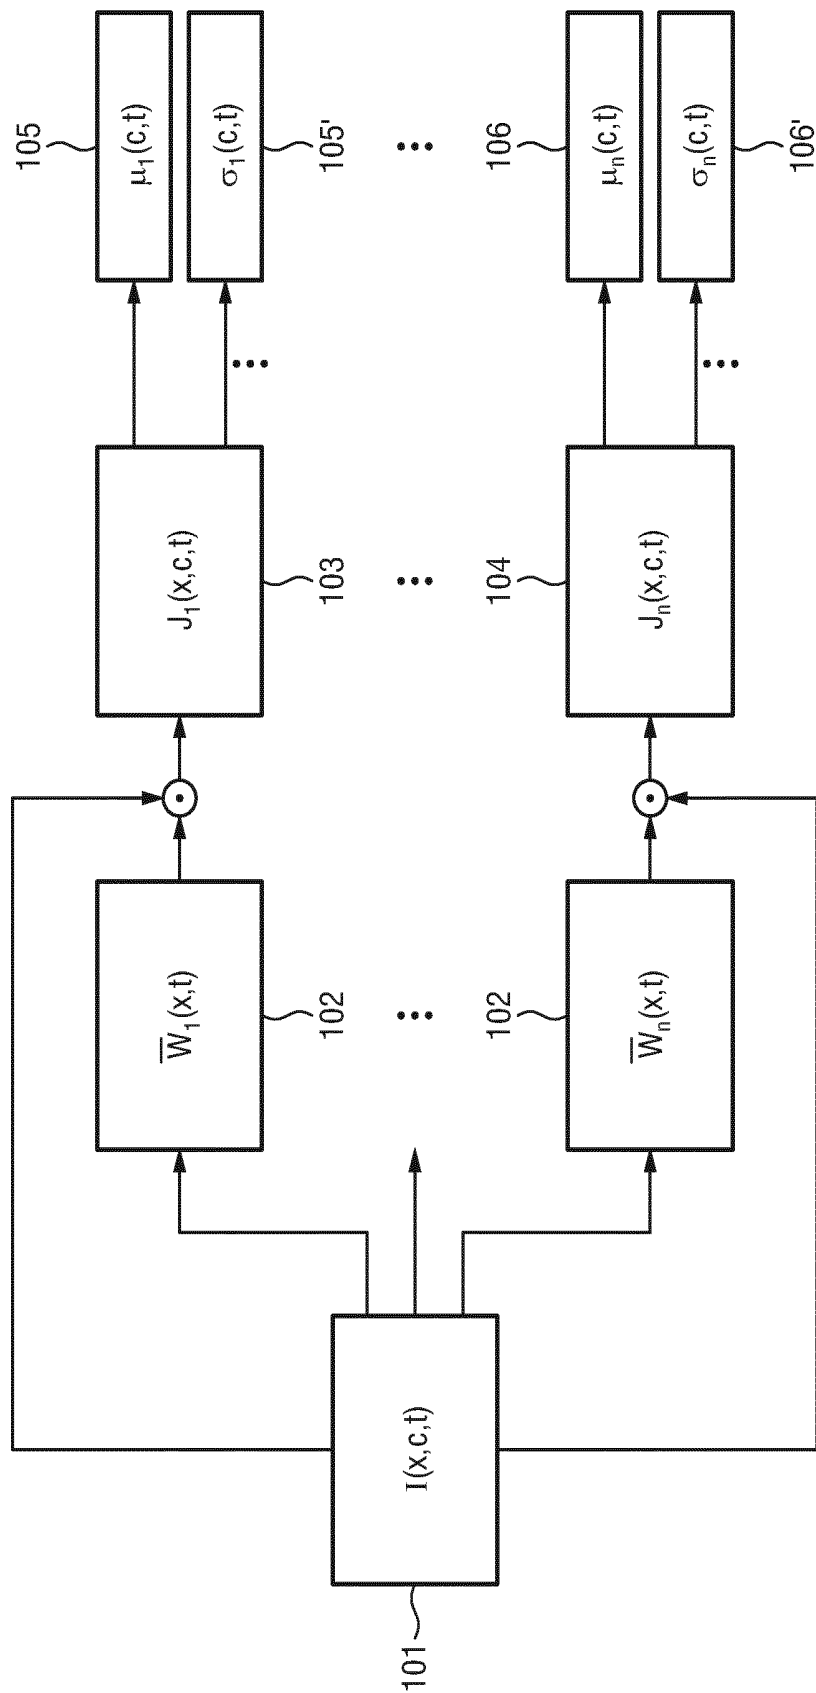 101
I(x,c,t)
W̅₁(x,t)
102
...
102
W̅ₙ(x,t)
J₁(x,c,t)
103
...
104
Jₙ(x,c,t)
...
...
105
μ₁(c,t)
σ₁(c,t)
105'
...
106
μₙ(c,t)
σₙ(c,t)
106'